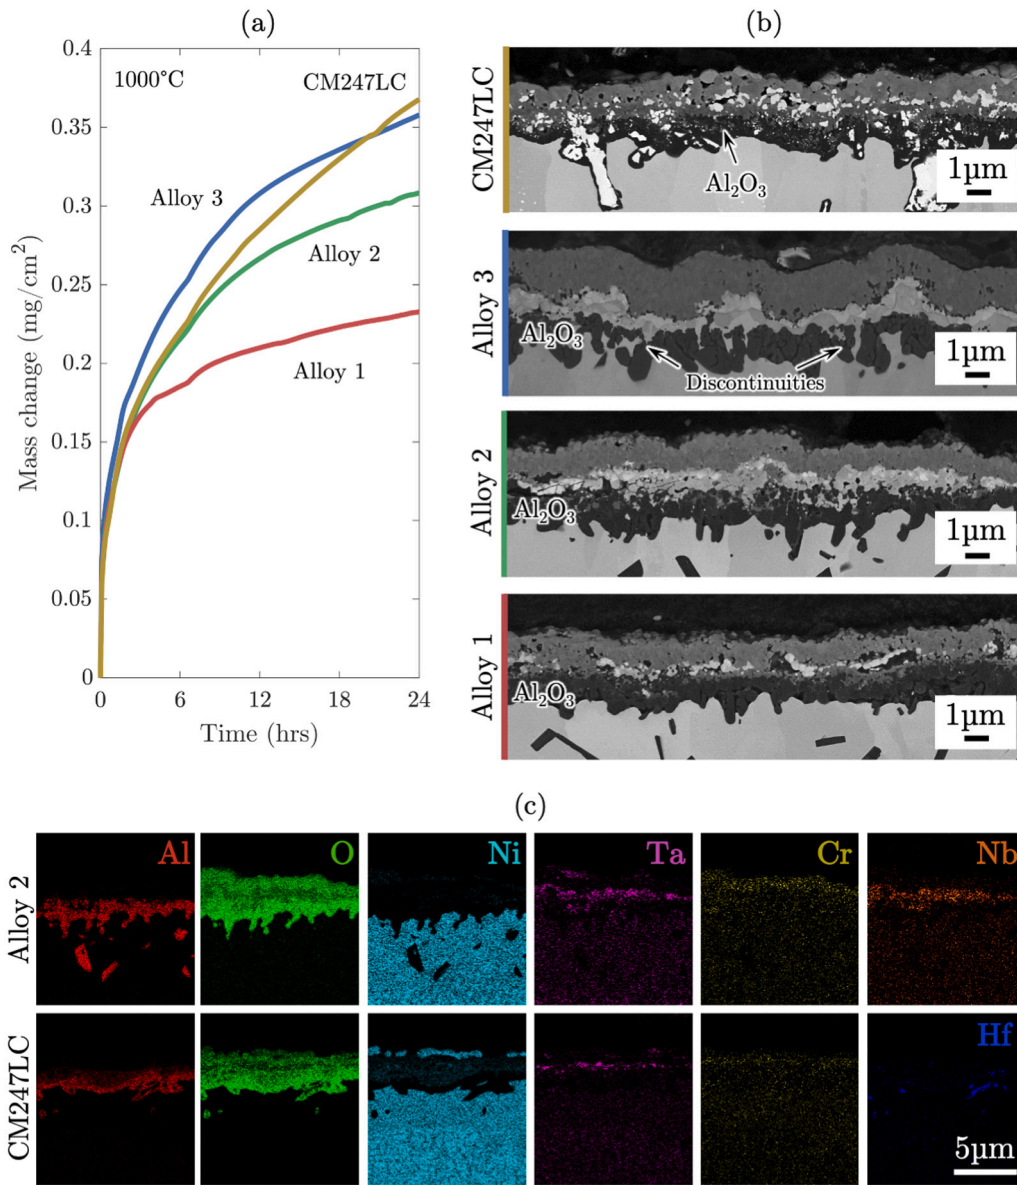 (a)
1000°C
CM247LC
Alloy 3
Alloy 2
Alloy 1
Mass change (mg/cm²)
0.4
0.35
0.3
0.25
0.2
0.15
0.1
0.05
0
0 6 12 18 24
Time (hrs)
(b)
CM247LC
Al₂O₃
1µm
Alloy 3
Al₂O₃
Discontinuities
1µm
Alloy 2
Al₂O₃
1µm
Alloy 1
Al₂O₃
1µm
(c)
Alloy 2
Al O Ni Ta Cr Nb
CM247LC
Hf
5µm